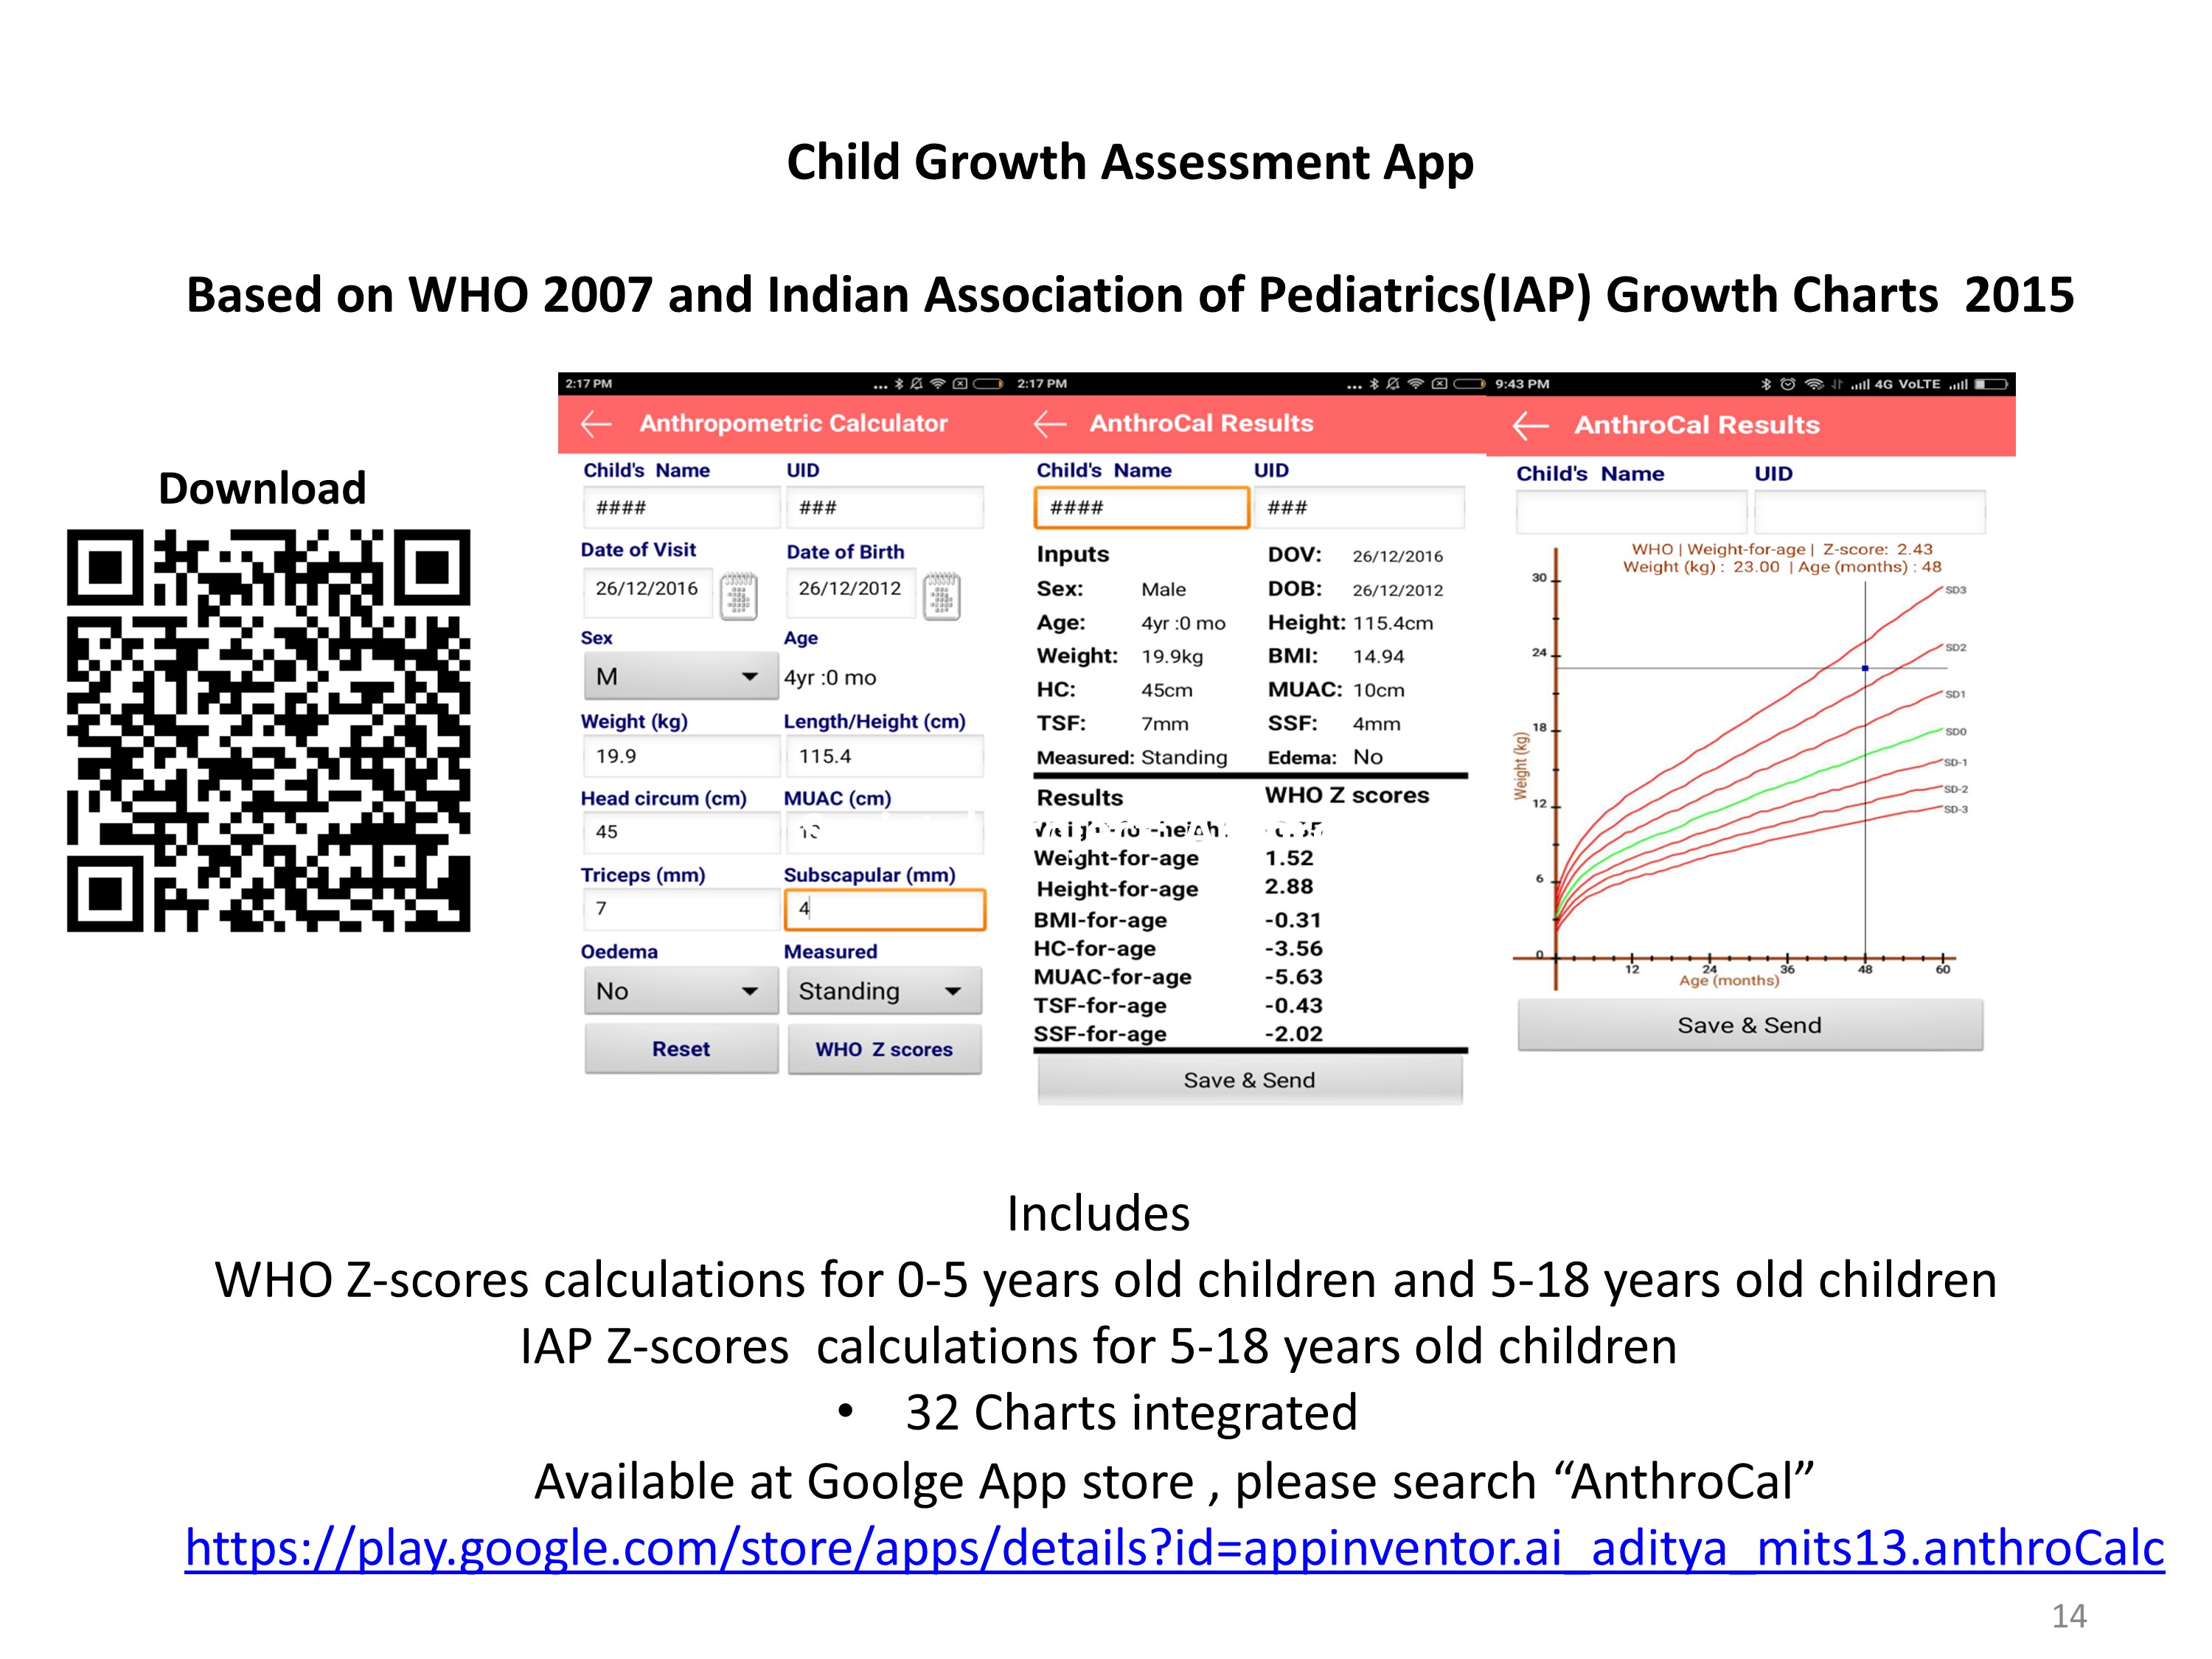 Child Growth Assessment App
Based on WHO 2007 and Indian Association of Pediatrics(IAP) Growth Charts 2015
Download
2:17 PM
Anthropometric Calculator
Child's Name UID
#### ###
Date of Visit Date of Birth
26/12/2016 26/12/2012
Sex Age
M 4yr :0 mo
Weight (kg) Length/Height (cm)
19.9 115.4
Head circum (cm) MUAC (cm)
45
Triceps (mm) Subscapular (mm)
7 4
Oedema Measured
No Standing
Reset WHO Z scores
2:17 PM
AnthroCal Results
Child's Name UID
#### ###
Inputs DOV: 26/12/2016
Sex: Male DOB: 26/12/2012
Age: 4yr :0 mo Height: 115.4cm
Weight: 19.9kg BMI: 14.94
HC: 45cm MUAC: 10cm
TSF: 7mm SSF: 4mm
Measured: Standing Edema: No
Results WHO Z scores
Weight-for-age 1.52
Height-for-age 2.88
BMI-for-age -0.31
HC-for-age -3.56
MUAC-for-age -5.63
TSF-for-age -0.43
SSF-for-age -2.02
Save & Send
9:43 PM 4G VoLTE
AnthroCal Results
Child's Name UID
WHO | Weight-for-age | Z-score: 2.43
Weight (kg) : 23.00 | Age (months) : 48
30
24
18
12
6
0
Weight (kg)
SD3
SD2
SD1
SD0
SD-1
SD-2
SD-3
12 24 36 48 60
Age (months)
Save & Send
Includes
WHO Z-scores calculations for 0-5 years old children and 5-18 years old children
IAP Z-scores calculations for 5-18 years old children
• 32 Charts integrated
Available at Goolge App store , please search “AnthroCal”
https://play.google.com/store/apps/details?id=appinventor.ai_aditya_mits13.anthroCalc
14